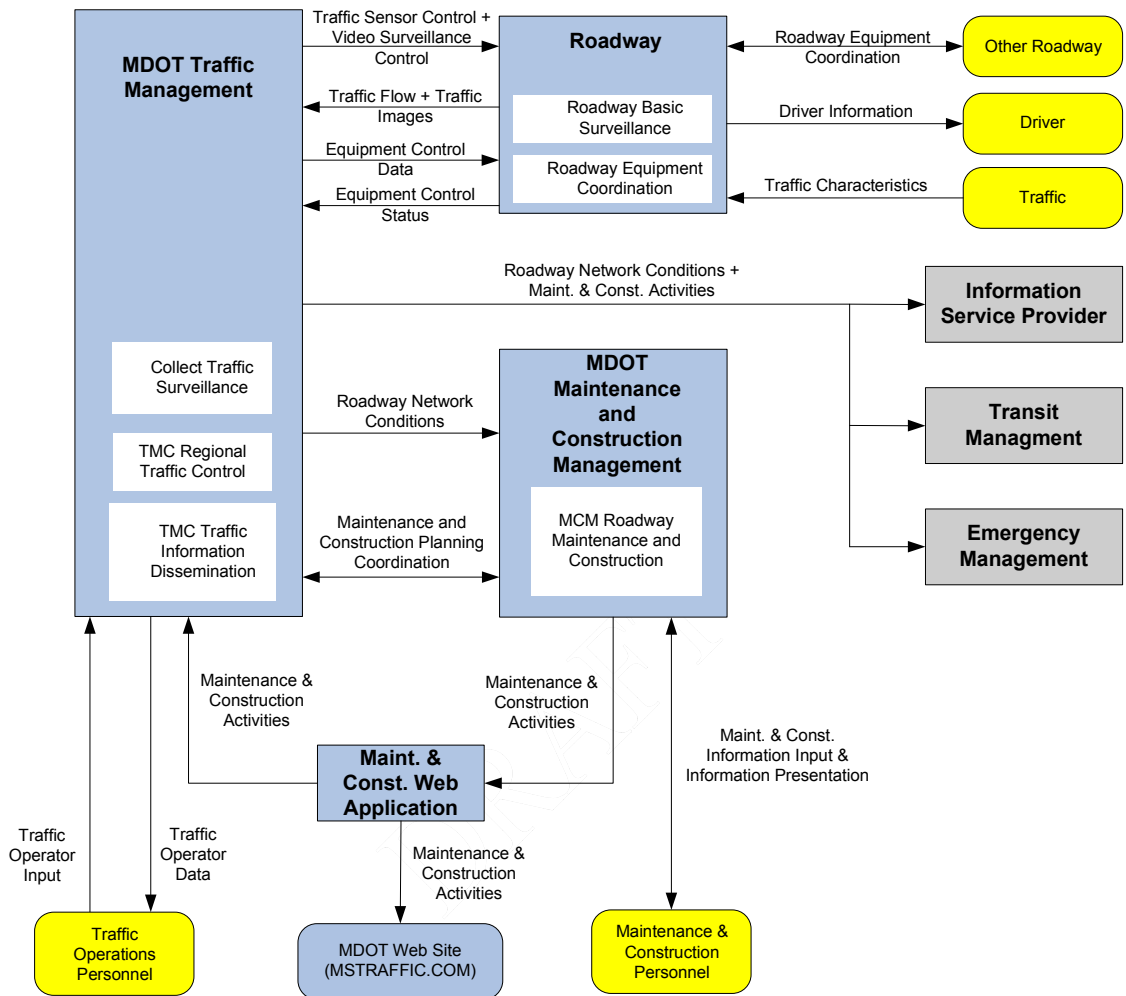 Traffic Sensor Control +
Video Surveillance
Control
MDOT Traffic
Management
Roadway
Roadway Equipment
Coordination
Other Roadway
Traffic Flow + Traffic
Images
Roadway Basic
Surveillance
Driver Information
Driver
Equipment Control
Data
Roadway Equipment
Coordination
Equipment Control
Status
Traffic Characteristics
Traffic
Roadway Network Conditions +
Maint. & Const. Activities
Information
Service Provider
Collect Traffic
Surveillance
MDOT
Maintenance
and
Construction
Management
Roadway Network
Conditions
Transit
Managment
TMC Regional
Traffic Control
TMC Traffic
Information
Dissemination
Maintenance and
Construction Planning
Coordination
MCM Roadway
Maintenance and
Construction
Emergency
Management
Maintenance &
Construction
Activities
Maintenance &
Construction
Activities
Maint. & Const.
Information Input &
Information Presentation
Maint. &
Const. Web
Application
Traffic
Operator
Input
Traffic
Operator
Data
Maintenance &
Construction
Activities
Traffic
Operations
Personnel
MDOT Web Site
(MSTRAFFIC.COM)
Maintenance &
Construction
Personnel
DRAFT